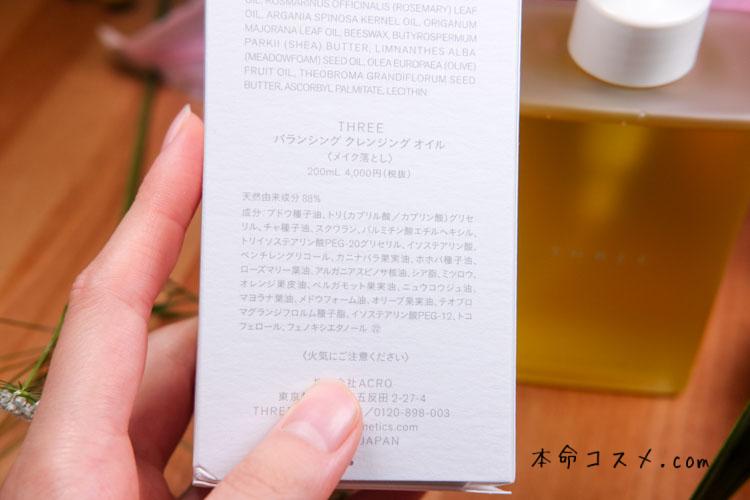 OIL, ROSMARINUS OFFICINALIS (ROSEMARY) LEAF
OIL, ARGANIA SPINOSA KERNEL OIL, ORIGANUM
MAJORANA LEAF OIL, BEESWAX, BUTYROSPERMUM
PARKII (SHEA) BUTTER, LIMNANTHES ALBA
(MEADOWFOAM) SEED OIL, OLEA EUROPAEA (OLIVE)
FRUIT OIL, THEOBROMA GRANDIFLORUM SEED
BUTTER, ASCORBYL PALMITATE, LECITHIN
THREE
バランシング クレンジング オイル
〈メイク落とし〉
200mL 4,000円(税抜)
天然由来成分 88%
成分：ブドウ種子油、トリ(カプリル酸／カプリン酸)グリセ
リル、チャ種子油、スクワラン、パルミチン酸エチルヘキシル、
トリイソステアリン酸PEG-20グリセリル、イソステアリン酸、
ペンチレングリコール、カニナバラ果実油、ホホバ種子油、
ローズマリー葉油、アルガニアスピノサ核油、シア脂、ミツロウ、
オレンジ果皮油、ベルガモット果実油、ニュウコウジュ油、
マヨラナ葉油、メドウフォーム油、オリーブ果実油、テオブロ
マグランジフロルム種子脂、イソステアリン酸PEG-12、トコ
フェロール、フェノキシエタノール ㉒
〈火気にご注意ください〉
ACRO
東京 五反田 2-27-4
THREE ／0120-898-003
metics.com
JAPAN
THREE
本命コスメ.com